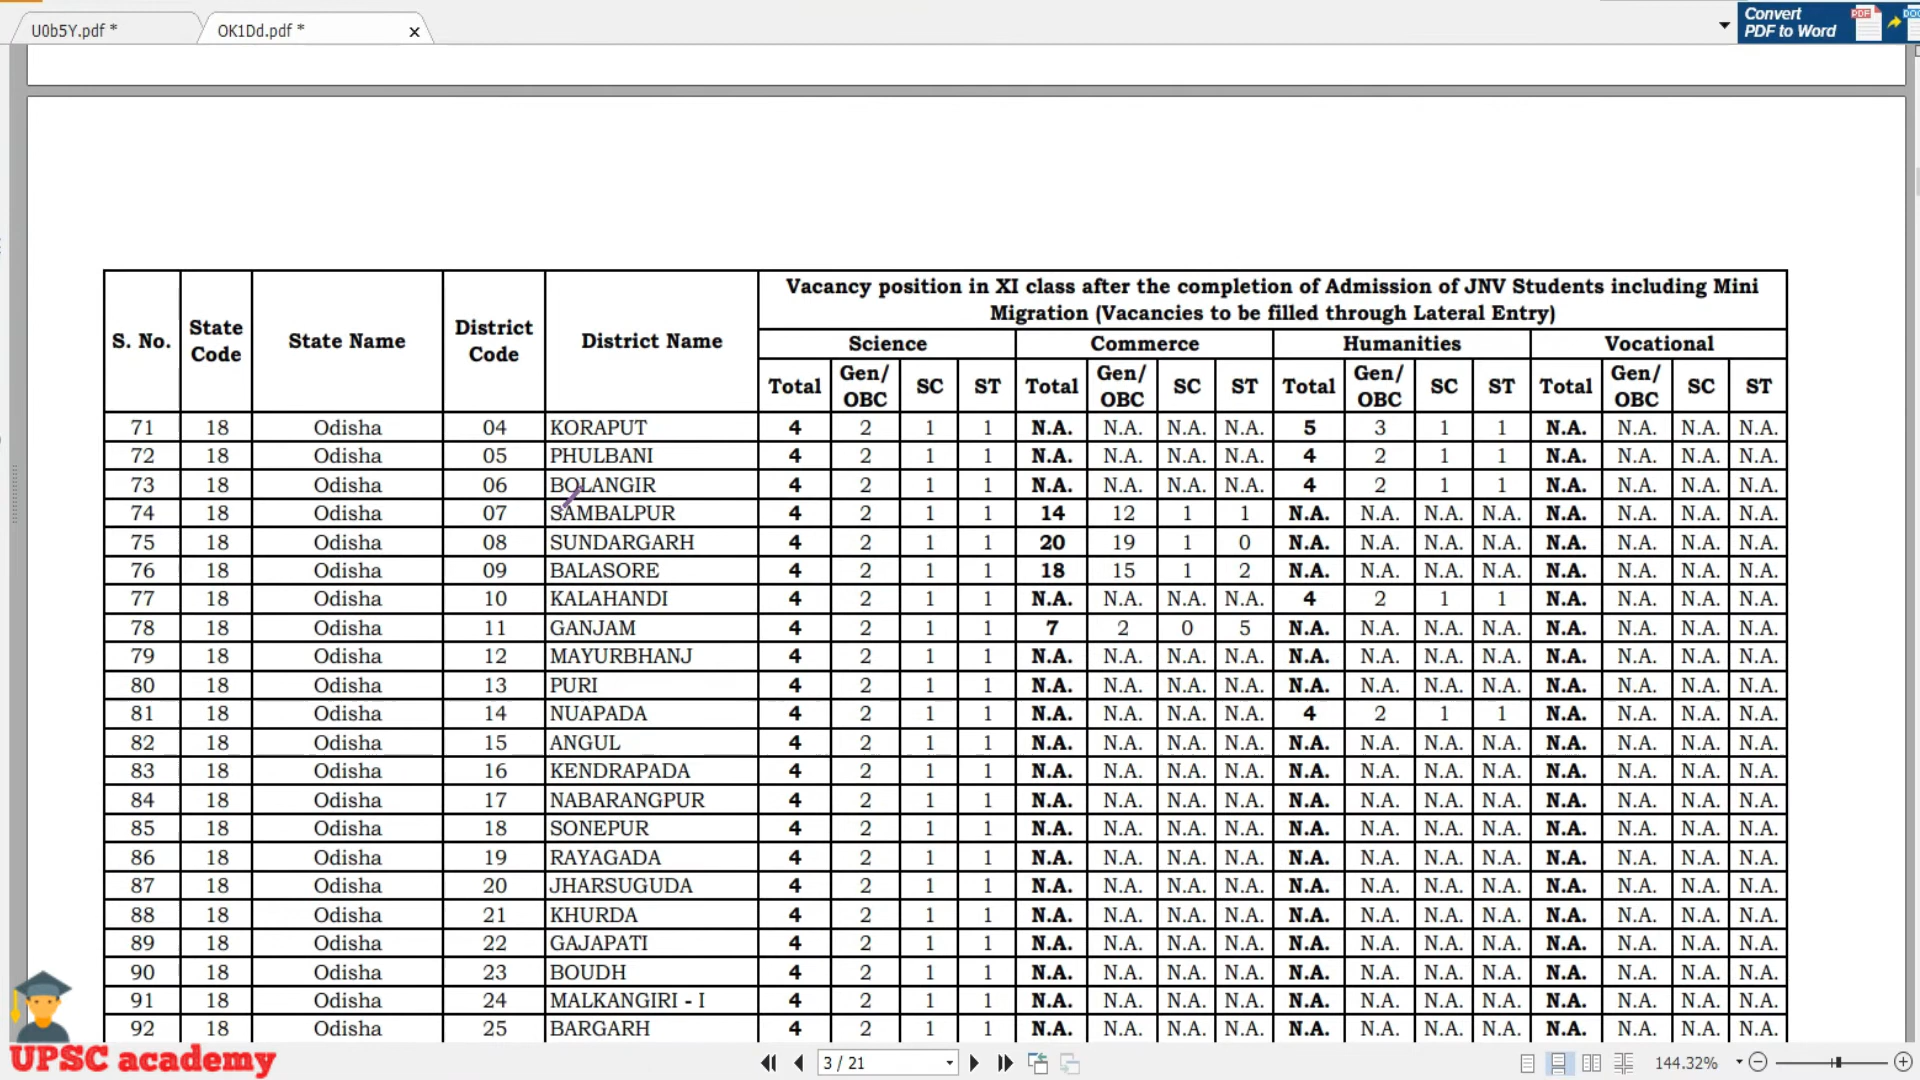 U0b5Y.pdf * OK1Dd.pdf *
Convert
PDF to Word
PDF
Vacancy position in XI class after the completion of Admission of JNV Students including Mini
Migration (Vacancies to be filled through Lateral Entry)
S. No. State Code State Name District Code District Name
Science Commerce Humanities Vocational
Total Gen/ OBC SC ST Total Gen/ OBC SC ST Total Gen/ OBC SC ST Total Gen/ OBC SC ST
71 18 Odisha 04 KORAPUT 4 2 1 1 N.A. N.A. N.A. N.A. 5 3 1 1 N.A. N.A. N.A. N.A.
72 18 Odisha 05 PHULBANI 4 2 1 1 N.A. N.A. N.A. N.A. 4 2 1 1 N.A. N.A. N.A. N.A.
73 18 Odisha 06 BOLANGIR 4 2 1 1 N.A. N.A. N.A. N.A. 4 2 1 1 N.A. N.A. N.A. N.A.
74 18 Odisha 07 SAMBALPUR 4 2 1 1 14 12 1 1 N.A. N.A. N.A. N.A. N.A. N.A. N.A. N.A.
75 18 Odisha 08 SUNDARGARH 4 2 1 1 20 19 1 0 N.A. N.A. N.A. N.A. N.A. N.A. N.A. N.A.
76 18 Odisha 09 BALASORE 4 2 1 1 18 15 1 2 N.A. N.A. N.A. N.A. N.A. N.A. N.A. N.A.
77 18 Odisha 10 KALAHANDI 4 2 1 1 N.A. N.A. N.A. N.A. 4 2 1 1 N.A. N.A. N.A. N.A.
78 18 Odisha 11 GANJAM 4 2 1 1 7 2 0 5 N.A. N.A. N.A. N.A. N.A. N.A. N.A. N.A.
79 18 Odisha 12 MAYURBHANJ 4 2 1 1 N.A. N.A. N.A. N.A. N.A. N.A. N.A. N.A. N.A. N.A. N.A. N.A.
80 18 Odisha 13 PURI 4 2 1 1 N.A. N.A. N.A. N.A. N.A. N.A. N.A. N.A. N.A. N.A. N.A. N.A.
81 18 Odisha 14 NUAPADA 4 2 1 1 N.A. N.A. N.A. N.A. 4 2 1 1 N.A. N.A. N.A. N.A.
82 18 Odisha 15 ANGUL 4 2 1 1 N.A. N.A. N.A. N.A. N.A. N.A. N.A. N.A. N.A. N.A. N.A. N.A.
83 18 Odisha 16 KENDRAPADA 4 2 1 1 N.A. N.A. N.A. N.A. N.A. N.A. N.A. N.A. N.A. N.A. N.A. N.A.
84 18 Odisha 17 NABARANGPUR 4 2 1 1 N.A. N.A. N.A. N.A. N.A. N.A. N.A. N.A. N.A. N.A. N.A. N.A.
85 18 Odisha 18 SONEPUR 4 2 1 1 N.A. N.A. N.A. N.A. N.A. N.A. N.A. N.A. N.A. N.A. N.A. N.A.
86 18 Odisha 19 RAYAGADA 4 2 1 1 N.A. N.A. N.A. N.A. N.A. N.A. N.A. N.A. N.A. N.A. N.A. N.A.
87 18 Odisha 20 JHARSUGUDA 4 2 1 1 N.A. N.A. N.A. N.A. N.A. N.A. N.A. N.A. N.A. N.A. N.A. N.A.
88 18 Odisha 21 KHURDA 4 2 1 1 N.A. N.A. N.A. N.A. N.A. N.A. N.A. N.A. N.A. N.A. N.A. N.A.
89 18 Odisha 22 GAJAPATI 4 2 1 1 N.A. N.A. N.A. N.A. N.A. N.A. N.A. N.A. N.A. N.A. N.A. N.A.
90 18 Odisha 23 BOUDH 4 2 1 1 N.A. N.A. N.A. N.A. N.A. N.A. N.A. N.A. N.A. N.A. N.A. N.A.
91 18 Odisha 24 MALKANGIRI - I 4 2 1 1 N.A. N.A. N.A. N.A. N.A. N.A. N.A. N.A. N.A. N.A. N.A. N.A.
92 18 Odisha 25 BARGARH 4 2 1 1 N.A. N.A. N.A. N.A. N.A. N.A. N.A. N.A. N.A. N.A. N.A. N.A.
UPSC academy
3 / 21
144.32%